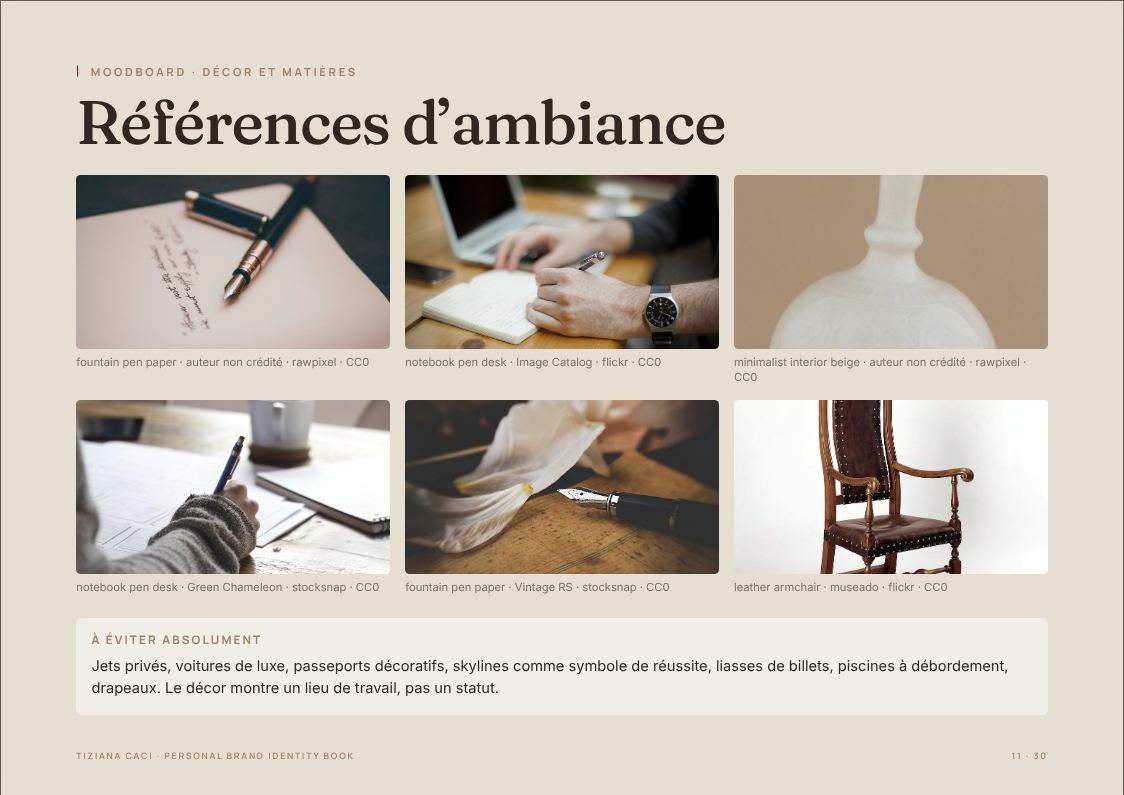 MOODBOARD · DÉCOR ET MATIÈRES
Références d’ambiance
fountain pen paper · auteur non crédité · rawpixel · CC0
notebook pen desk · Image Catalog · flickr · CC0
minimalist interior beige · auteur non crédité · rawpixel ·
CC0
notebook pen desk · Green Chameleon · stocksnap · CC0
fountain pen paper · Vintage RS · stocksnap · CC0
leather armchair · museado · flickr · CC0
À ÉVITER ABSOLUMENT
Jets privés, voitures de luxe, passeports décoratifs, skylines comme symbole de réussite, liasses de billets, piscines à débordement,
drapeaux. Le décor montre un lieu de travail, pas un statut.
TIZIANA CACI · PERSONAL BRAND IDENTITY BOOK
11 · 30